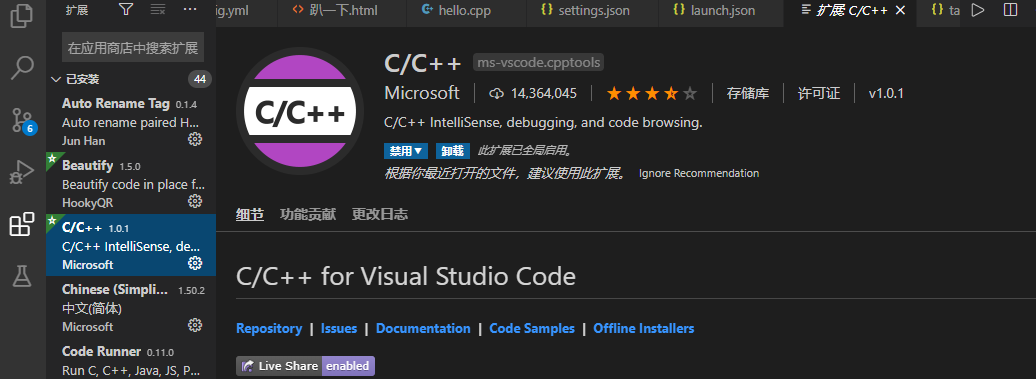 扩展
ig.yml
趴一下.html
hello.cpp
settings.json
launch.json
扩展 C/C++
ta
在应用商店中搜索扩展
已安装
44
Auto Rename Tag 0.1.4
Auto rename paired H...
Jun Han
6
Beautify 1.5.0
Beautify code in place f...
HookyQR
C/C++ 1.0.1
C/C++ IntelliSense, de...
Microsoft
Chinese (Simpli... 1.50.2
中文(简体)
Microsoft
Code Runner 0.11.0
Run C, C++, Java, JS, P...
C/C++
C/C++ ms-vscode.cpptools
Microsoft 14,364,045 存储库 许可证 v1.0.1
C/C++ IntelliSense, debugging, and code browsing.
禁用 卸载 此扩展已全局启用。
根据你最近打开的文件，建议使用此扩展。 Ignore Recommendation
细节 功能贡献 更改日志
C/C++ for Visual Studio Code
Repository | Issues | Documentation | Code Samples | Offline Installers
Live Share enabled